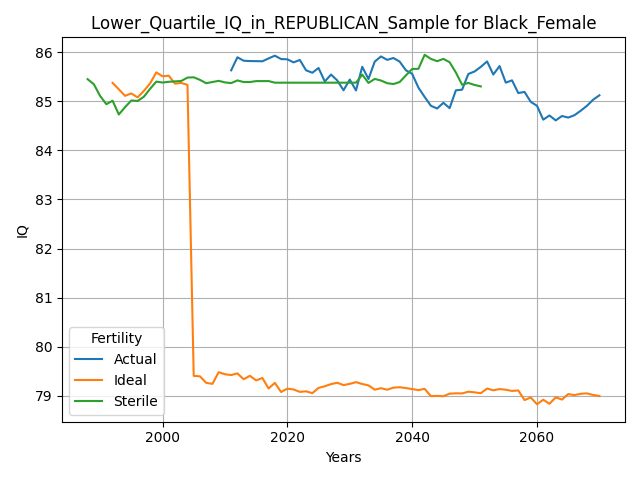 Lower_Quartile_IQ_in_REPUBLICAN_Sample for Black_Female
86
85
84
83
82
81
80
79
IQ
Fertility
Actual
Ideal
Sterile
2000 2020 2040 2060
Years